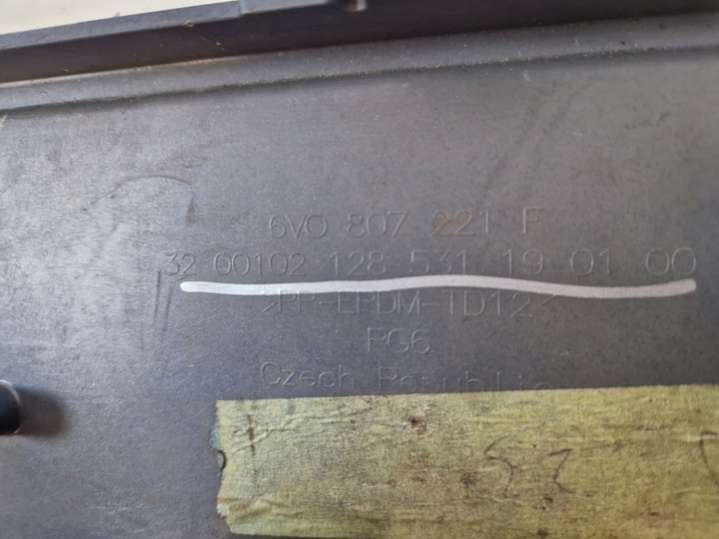 6V0 807 221 F
32 00102 128 531 19 01 00
>PP-EPDM-TD12<
PG6
Czech Republic